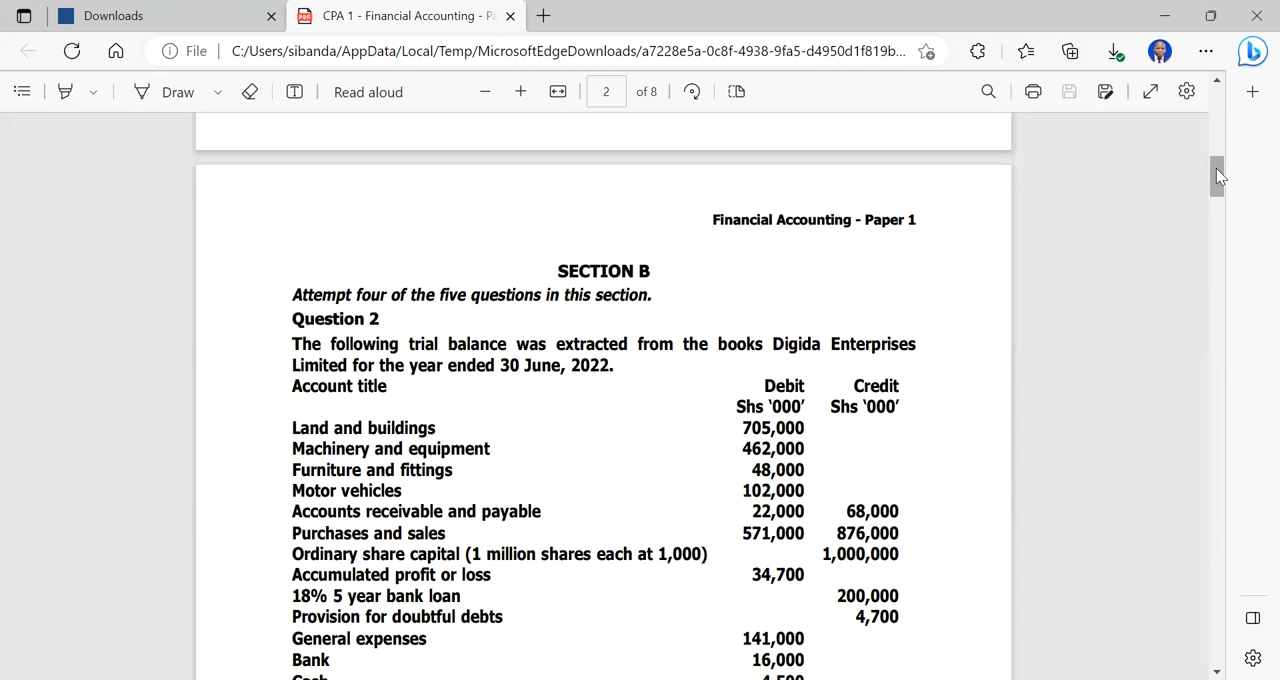 Downloads
CPA 1 - Financial Accounting - Pa
File C:/Users/sibanda/AppData/Local/Temp/MicrosoftEdgeDownloads/a7228e5a-0c8f-4938-9fa5-d4950d1f819b...
Draw Read aloud 2 of 8
Financial Accounting - Paper 1
SECTION B
Attempt four of the five questions in this section.
Question 2
The following trial balance was extracted from the books Digida Enterprises
Limited for the year ended 30 June, 2022.
Account title Debit Credit
Shs ‘000’ Shs ‘000’
Land and buildings 705,000
Machinery and equipment 462,000
Furniture and fittings 48,000
Motor vehicles 102,000
Accounts receivable and payable 22,000 68,000
Purchases and sales 571,000 876,000
Ordinary share capital (1 million shares each at 1,000) 1,000,000
Accumulated profit or loss 34,700
18% 5 year bank loan 200,000
Provision for doubtful debts 4,700
General expenses 141,000
Bank 16,000
Cash 4,500